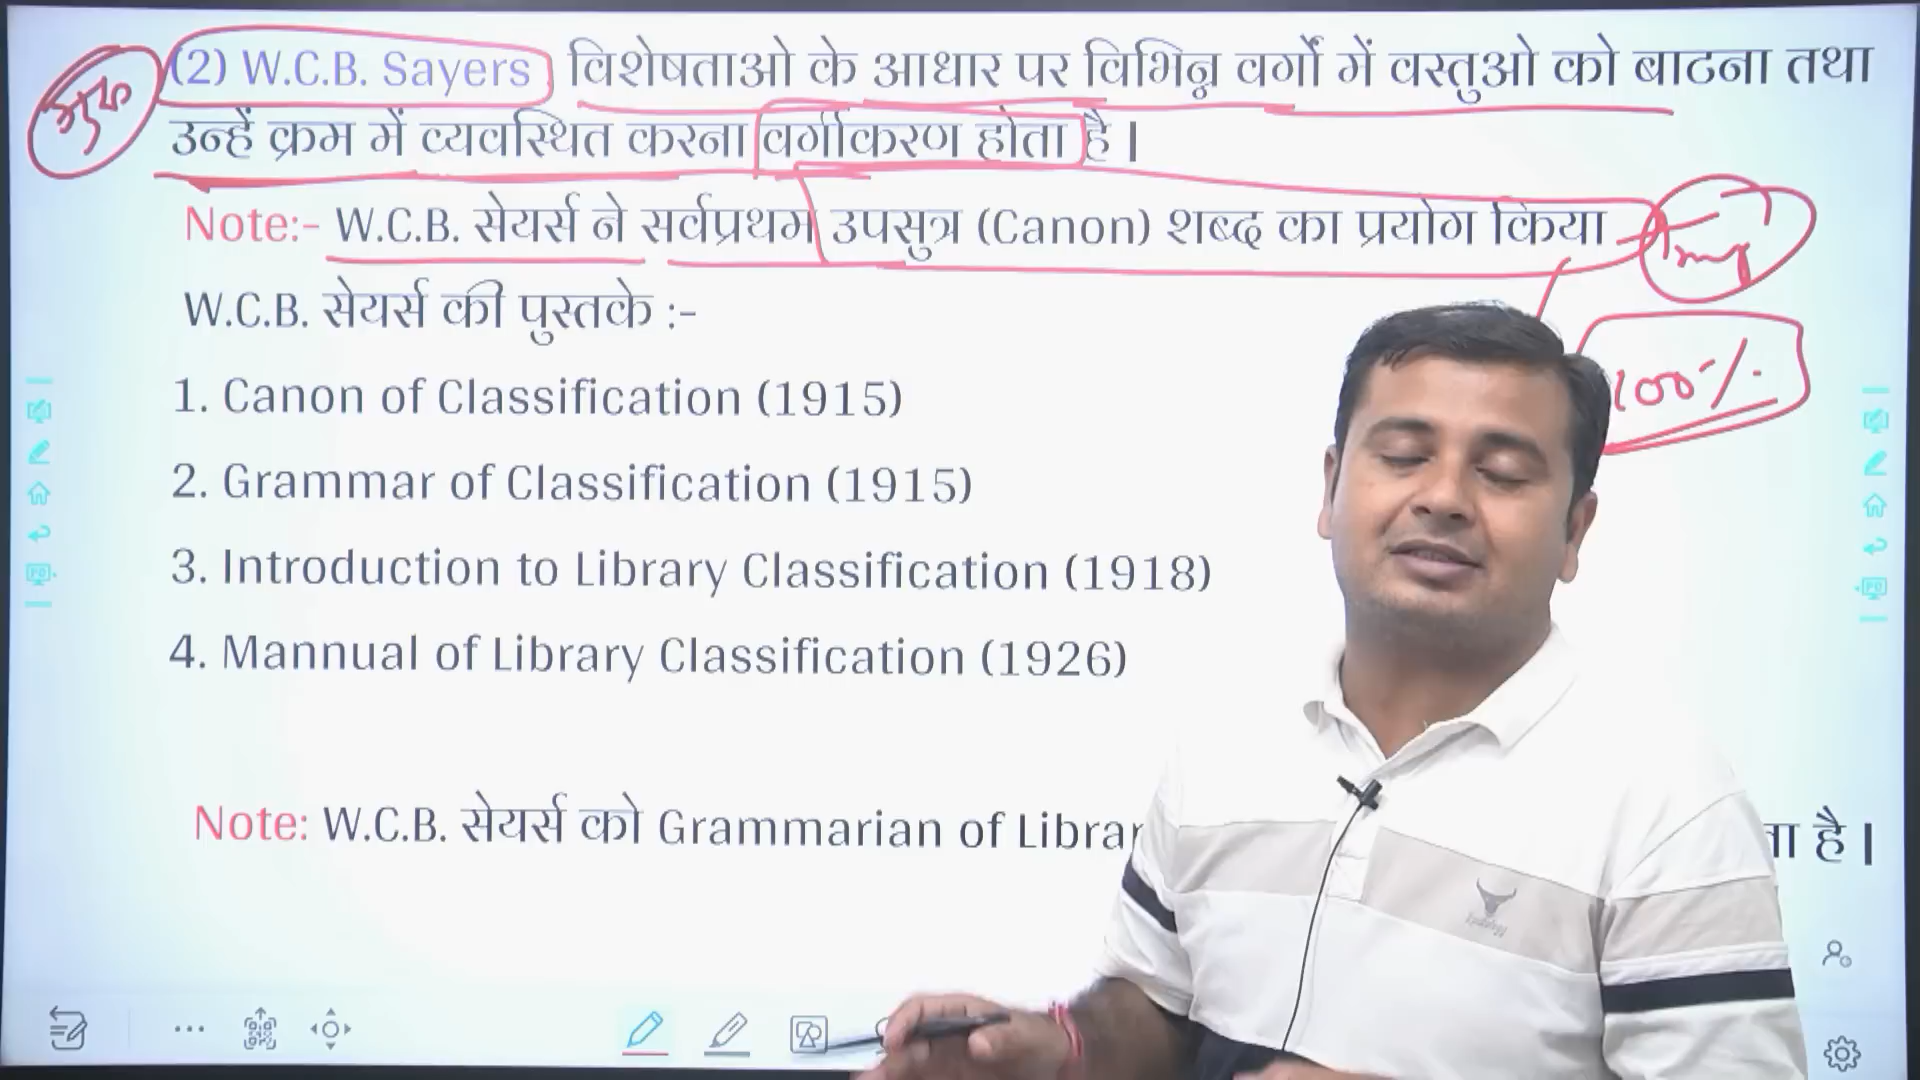 (2) W.C.B. Sayers विशेषताओ के आधार पर विभिन्न वर्गों में वस्तुओ को बाटना तथा
उन्हें क्रम में व्यवस्थित करना वर्गीकरण होता है |
Note:- W.C.B. सेयर्स ने सर्वप्रथम उपसुत्र (Canon) शब्द का प्रयोग किया
Imp
W.C.B. सेयर्स की पुस्तके :-
100%
1. Canon of Classification (1915)
2. Grammar of Classification (1915)
3. Introduction to Library Classification (1918)
4. Mannual of Library Classification (1926)
Note: W.C.B. सेयर्स को Grammarian of Librar ता है |